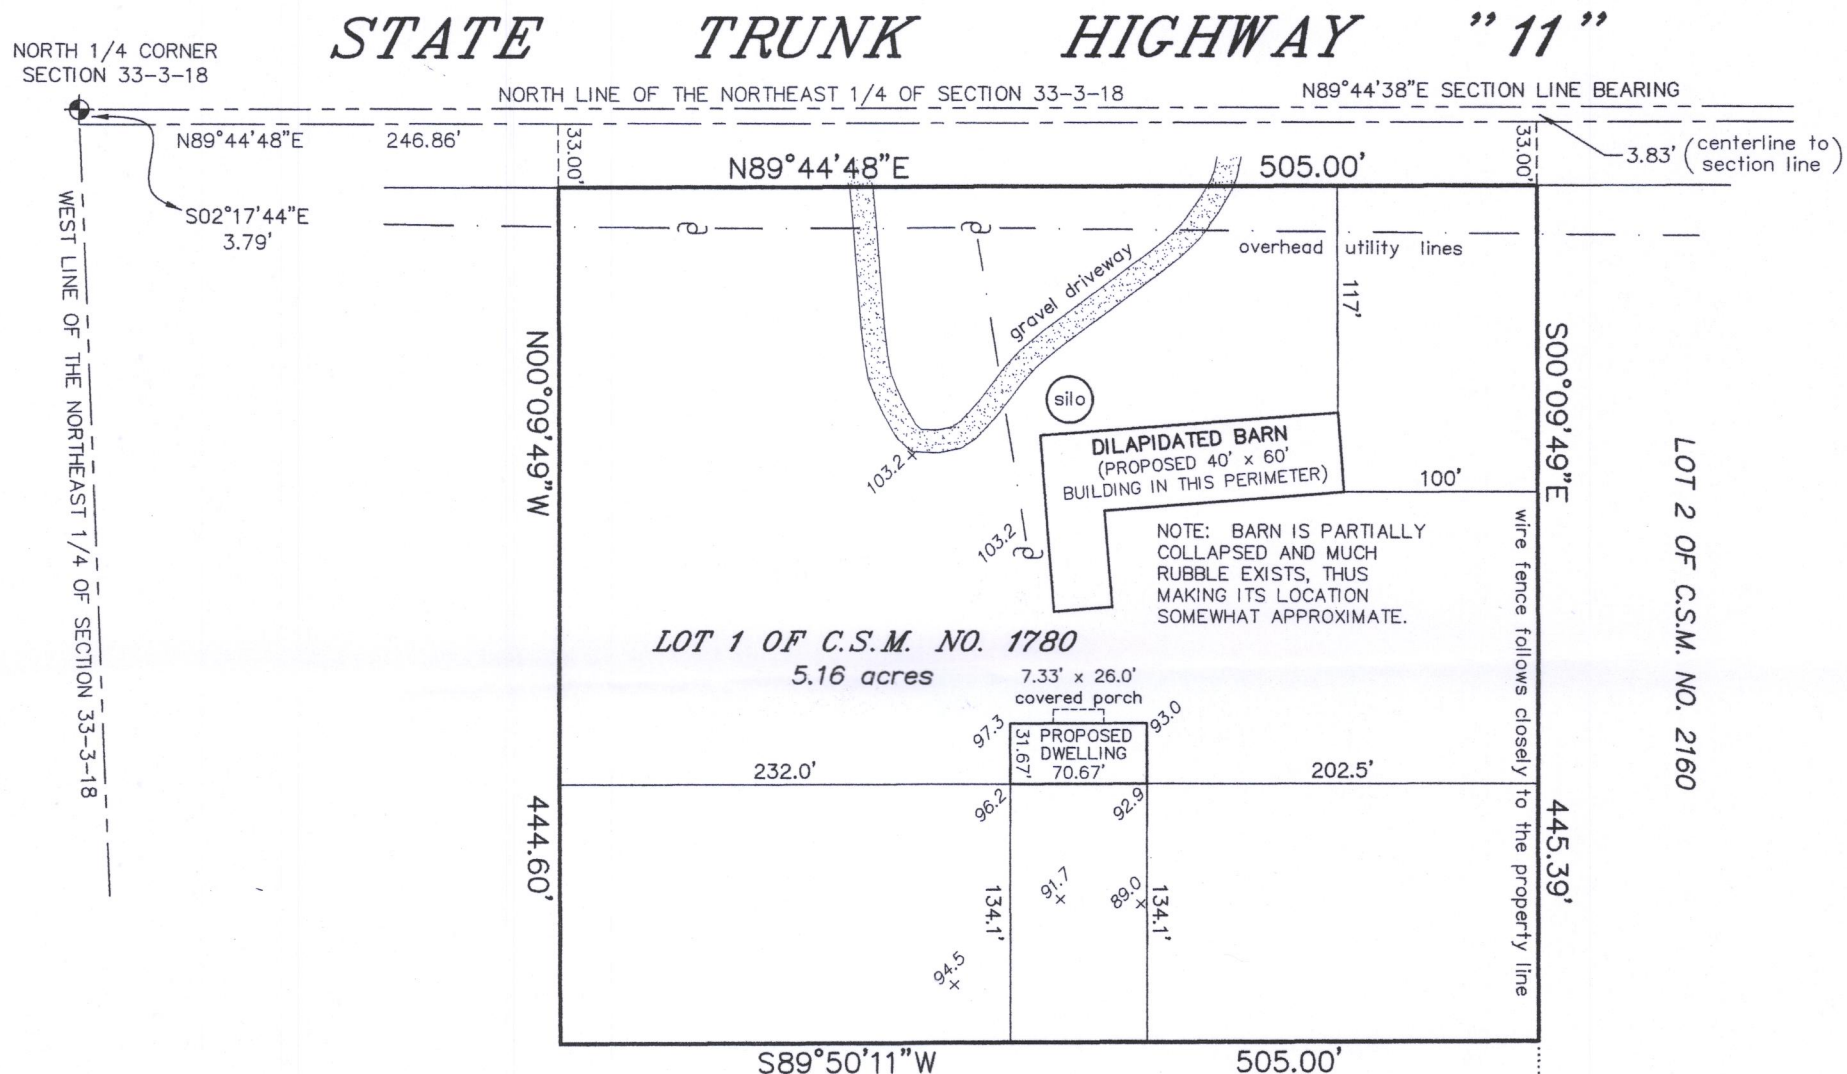 STATE TRUNK HIGHWAY "11"
NORTH 1/4 CORNER
SECTION 33-3-18
NORTH LINE OF THE NORTHEAST 1/4 OF SECTION 33-3-18
N89°44'38"E SECTION LINE BEARING
N89°44'48"E 246.86'
33.00'
33.00'
3.83' (centerline to
section line)
N89°44'48"E 505.00'
S02°17'44"E
3.79'
WEST LINE OF THE NORTHEAST 1/4 OF SECTION 33-3-18
overhead utility lines
gravel driveway
117'
N00°09'49"W
444.60'
S00°09'49"E
445.39'
silo
DILAPIDATED BARN
(PROPOSED 40' x 60'
BUILDING IN THIS PERIMETER)
100'
103.2
103.2
NOTE: BARN IS PARTIALLY
COLLAPSED AND MUCH
RUBBLE EXISTS, THUS
MAKING ITS LOCATION
SOMEWHAT APPROXIMATE.
wire fence follows closely to the property line
LOT 2 OF C.S.M. NO. 2160
LOT 1 OF C.S.M. NO. 1780
5.16 acres
7.33' x 26.0'
covered porch
97.3
93.0
31.67'
PROPOSED
DWELLING
70.67'
232.0'
202.5'
96.2
92.9
91.7
89.0
134.1'
134.1'
94.5
S89°50'11"W 505.00'